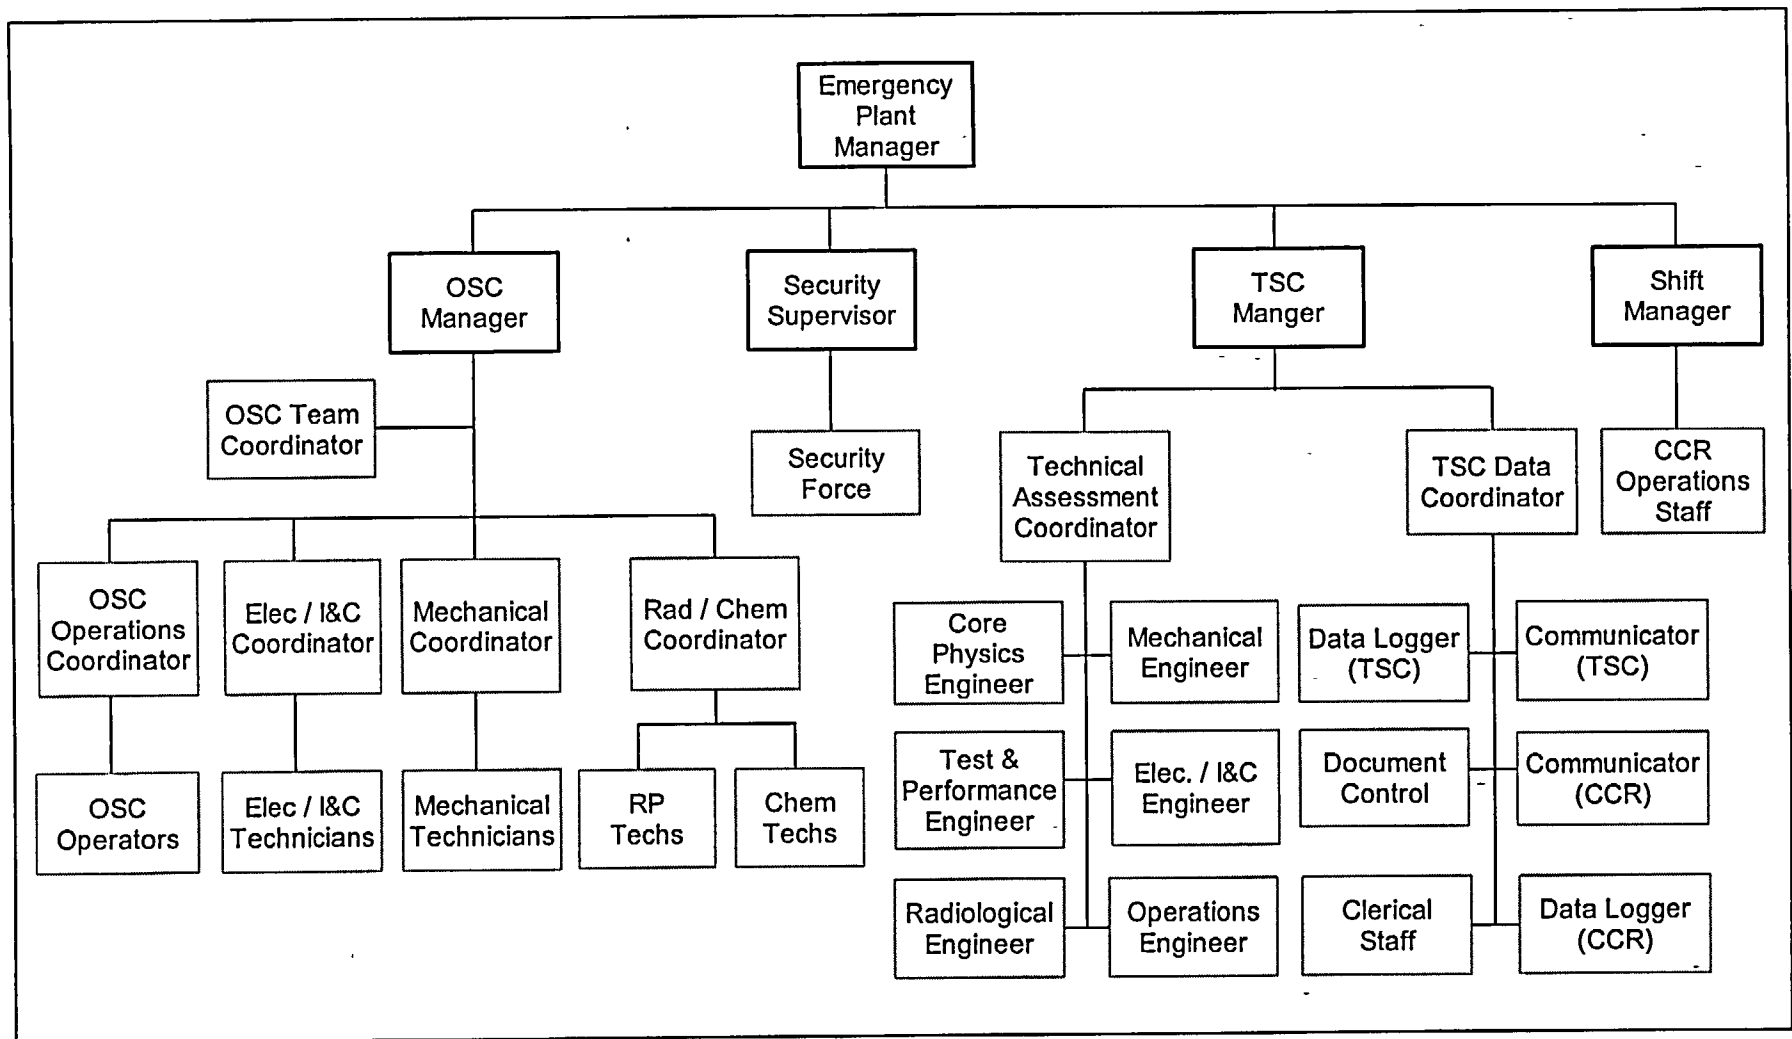 Emergency
Plant
Manager
OSC
Manager
Security
Supervisor
TSC
Manger
Shift
Manager
OSC Team
Coordinator
Security
Force
Technical
Assessment
Coordinator
TSC Data
Coordinator
CCR
Operations
Staff
OSC
Operations
Coordinator
Elec / I&C
Coordinator
Mechanical
Coordinator
Rad / Chem
Coordinator
Core
Physics
Engineer
Mechanical
Engineer
Data Logger
(TSC)
Communicator
(TSC)
OSC
Operators
Elec / I&C
Technicians
Mechanical
Technicians
RP
Techs
Chem
Techs
Test &
Performance
Engineer
Elec. / I&C
Engineer
Document
Control
Communicator
(CCR)
Radiological
Engineer
Operations
Engineer
Clerical
Staff
Data Logger
(CCR)